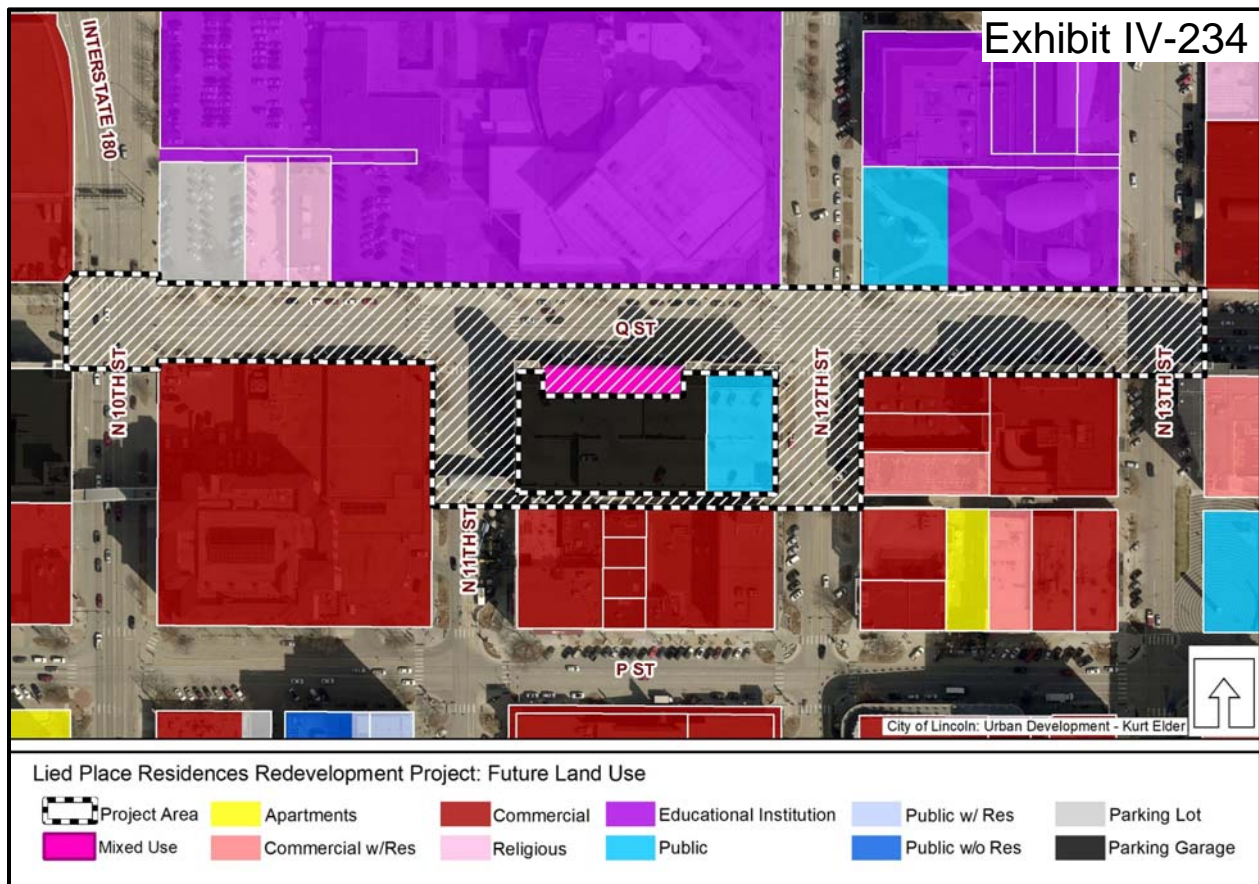 Exhibit IV-234
INTERSTATE 180
Q ST
N 10TH ST
N 12TH ST
N 13TH ST
N 11TH ST
P ST
City of Lincoln: Urban Development - Kurt Elder
Lied Place Residences Redevelopment Project: Future Land Use
Project Area Apartments Commercial Educational Institution Public w/ Res Parking Lot
Mixed Use Commercial w/Res Religious Public Public w/o Res Parking Garage